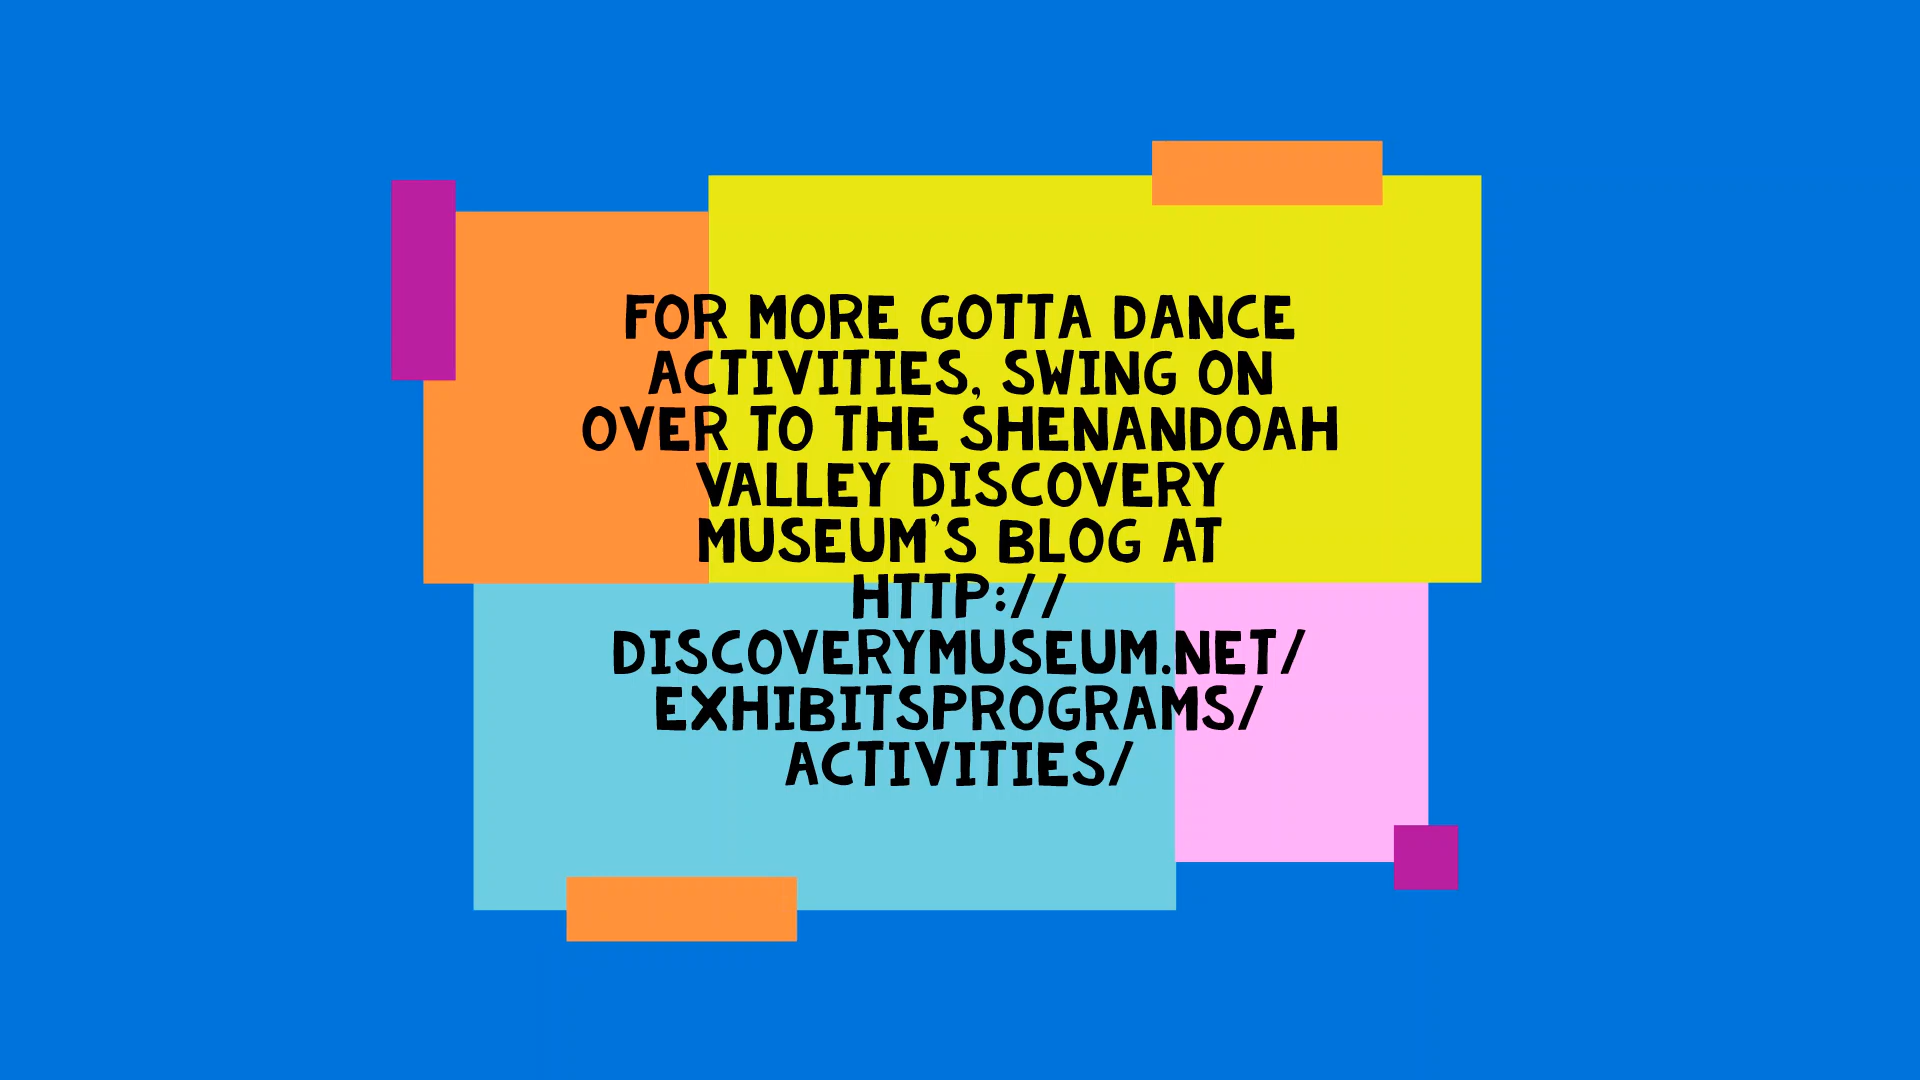 FOR MORE GOTTA DANCE
ACTIVITIES, SWING ON
OVER TO THE SHENANDOAH
VALLEY DISCOVERY
MUSEUM'S BLOG AT
HTTP://
DISCOVERYMUSEUM.NET/
EXHIBITSPROGRAMS/
ACTIVITIES/